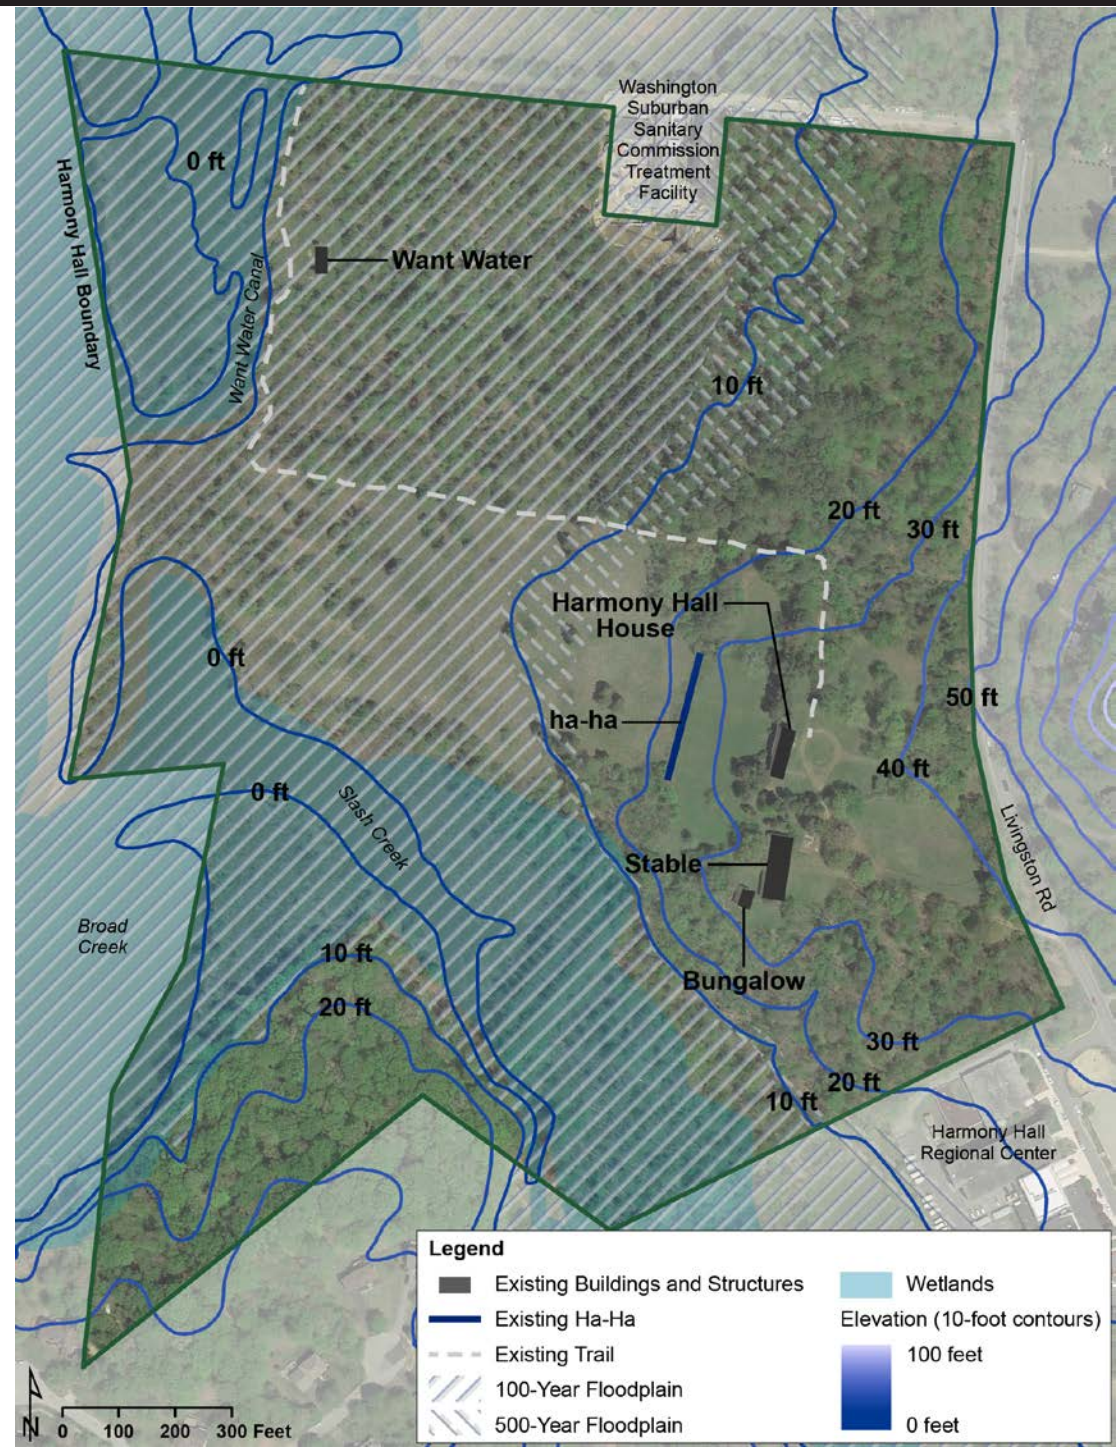 Washington
Suburban
Sanitary
Commission
Treatment
Facility
0 ft
Harmony Hall Boundary
Want Water
Want Water Canal
10 ft
20 ft
30 ft
Harmony Hall
House
0 ft
50 ft
ha-ha
40 ft
0 ft
Slash Creek
Livingston Rd
Stable
Broad
Creek
10 ft
Bungalow
20 ft
30 ft
20 ft
10 ft
Harmony Hall
Regional Center
Legend
Existing Buildings and Structures
Existing Ha-Ha
Existing Trail
100-Year Floodplain
500-Year Floodplain
Wetlands
Elevation (10-foot contours)
100 feet
0 feet
N
0 100 200 300 Feet